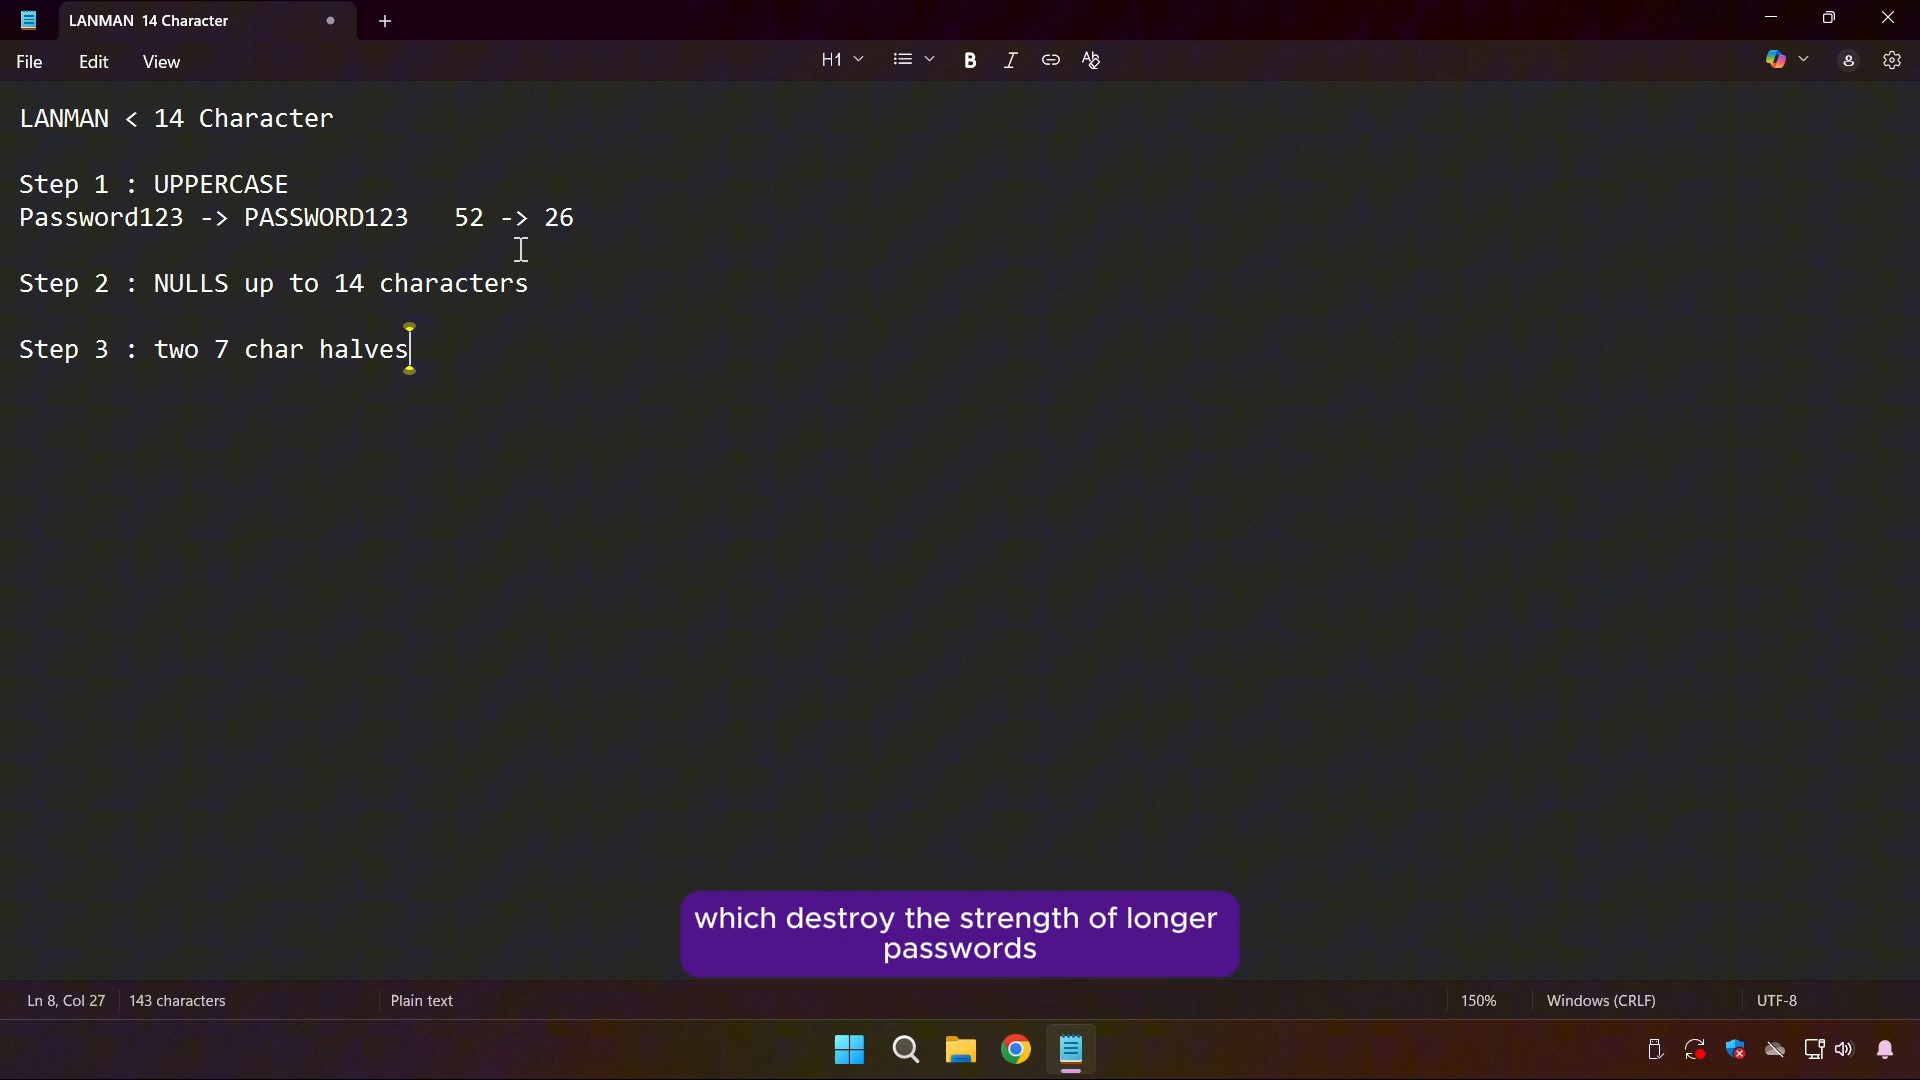 LANMAN 14 Character
File Edit View H1 B I
LANMAN < 14 Character
Step 1 : UPPERCASE
Password123 -> PASSWORD123 52 -> 26
Step 2 : NULLS up to 14 characters
Step 3 : two 7 char halves
which destroy the strength of longer
passwords
Ln 8, Col 27 143 characters Plain text 150% Windows (CRLF) UTF-8